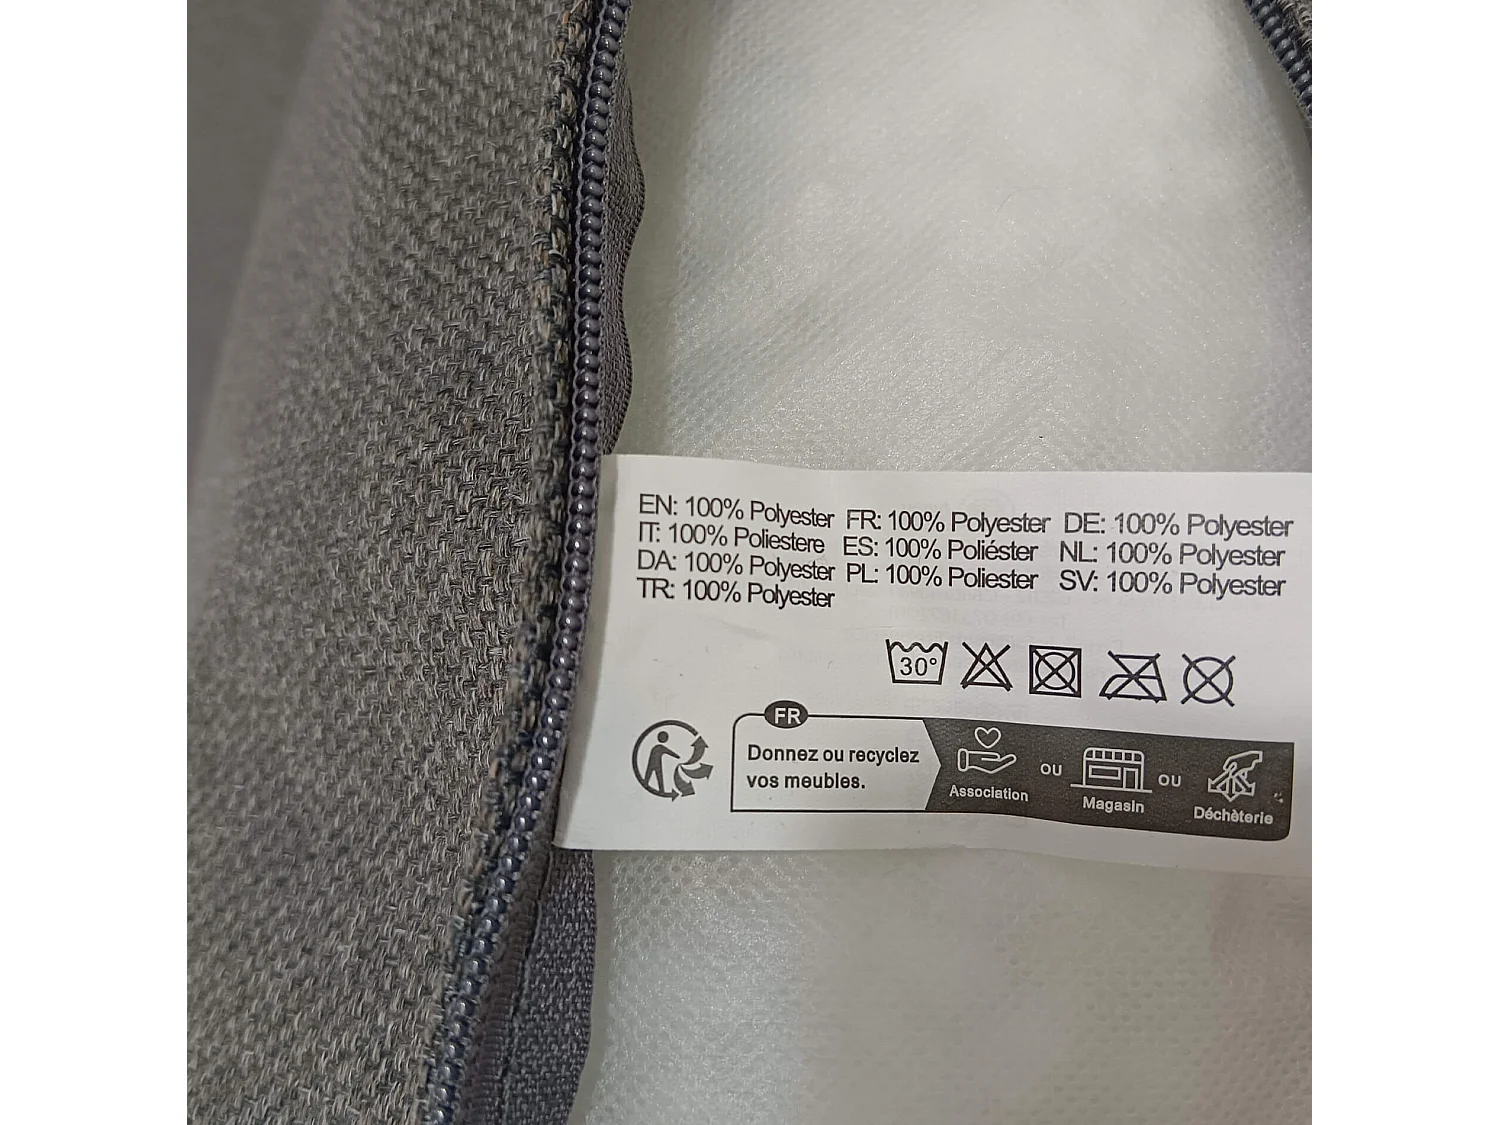 EN: 100% Polyester FR: 100% Polyester DE: 100% Polyester
IT: 100% Poliestere ES: 100% Poliéster NL: 100% Polyester
DA: 100% Polyester PL: 100% Poliester SV: 100% Polyester
TR: 100% Polyester
30°
FR
Donnez ou recyclez
vos meubles.
Association ou Magasin ou Déchèterie